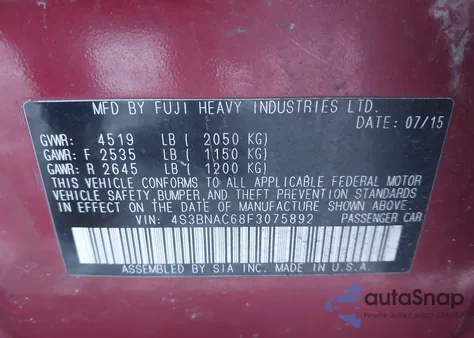 MFD BY FUJI HEAVY INDUSTRIES LTD.
DATE: 07/15
GVWR: 4519 LB ( 2050 KG)
GAWR: F 2535 LB ( 1150 KG)
GAWR: R 2645 LB ( 1200 KG)
THIS VEHICLE CONFORMS TO ALL APPLICABLE FEDERAL MOTOR
VEHICLE SAFETY,BUMPER,AND THEFT PREVENTION STANDARDS
IN EFFECT ON THE DATE OF MANUFACTURE SHOWN ABOVE.
VIN: 4S3BNAC68F3075892 PASSENGER CAR
ASSEMBLED BY SIA INC. MADE IN U.S.A.
autoSnap